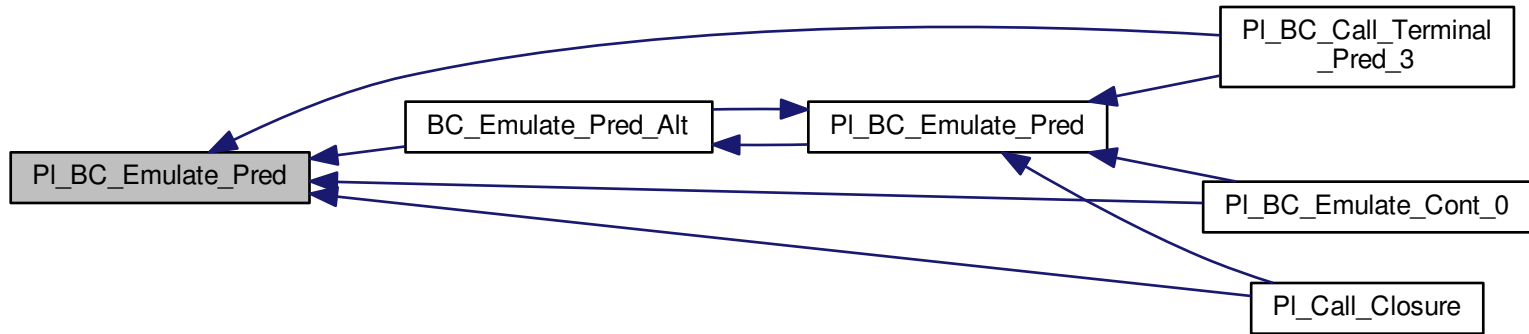 Pl_BC_Call_Terminal
_Pred_3
BC_Emulate_Pred_Alt
Pl_BC_Emulate_Pred
Pl_BC_Emulate_Pred
Pl_BC_Emulate_Cont_0
Pl_Call_Closure